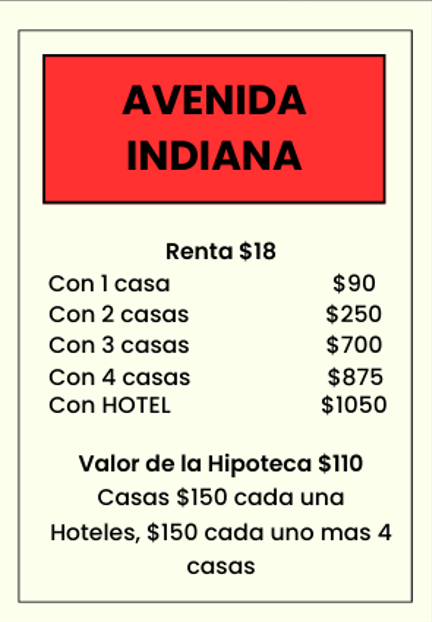 AVENIDA
INDIANA
Renta $18
Con 1 casa $90
Con 2 casas $250
Con 3 casas $700
Con 4 casas $875
Con HOTEL $1050
Valor de la Hipoteca $110
Casas $150 cada una
Hoteles, $150 cada uno mas 4
casas